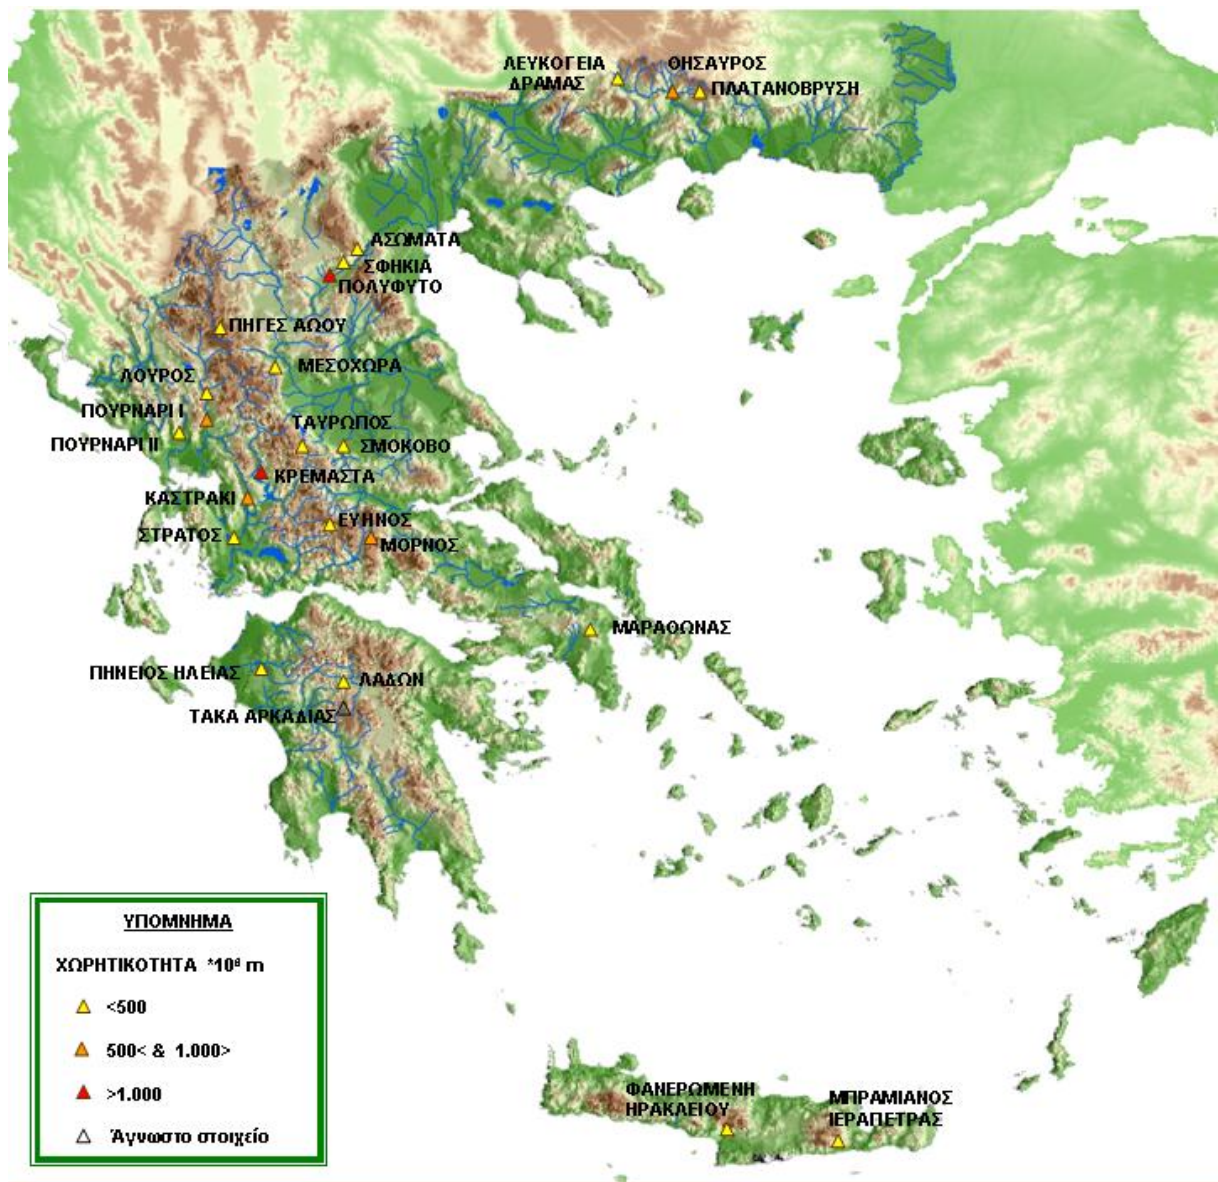 ΛΕΥΚΟΓΕΙΑ
ΔΡΑΜΑΣ
ΘΗΣΑΥΡΟΣ
ΠΛΑΤΑΝΟΒΡΥΣΗ
ΑΣΩΜΑΤΑ
ΣΦΗΚΙΑ
ΠΟΛΥΦΥΤΟ
ΠΗΓΕΣ ΑΩΟΥ
ΜΕΣΟΧΩΡΑ
ΛΟΥΡΟΣ
ΠΟΥΡΝΑΡΙ Ι
ΠΟΥΡΝΑΡΙ ΙΙ
ΤΑΥΡΩΠΟΣ
ΣΜΟΚΟΒΟ
ΚΡΕΜΑΣΤΑ
ΚΑΣΤΡΑΚΙ
ΣΤΡΑΤΟΣ
ΕΥΗΝΟΣ
ΜΟΡΝΟΣ
ΜΑΡΑΘΩΝΑΣ
ΠΗΝΕΙΟΣ ΗΛΕΙΑΣ
ΛΑΔΩΝ
ΤΑΚΑ ΑΡΚΑΔΙΑΣ
ΥΠΟΜΝΗΜΑ
ΧΩΡΗΤΙΚΟΤΗΤΑ *10⁶ m
<500
500< & 1.000>
>1.000
Άγνωστο στοιχείο
ΦΑΝΕΡΩΜΕΝΗ
ΗΡΑΚΛΕΙΟΥ
ΜΠΡΑΜΙΑΝΟΣ
ΙΕΡΑΠΕΤΡΑΣ